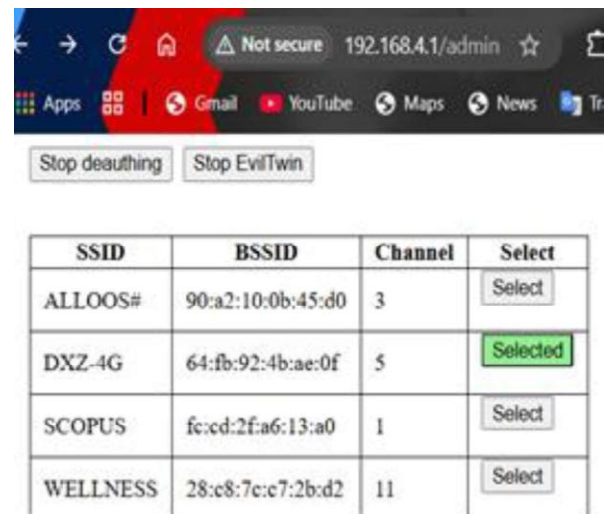 Not secure 192.168.4.1/admin
Apps Gmail YouTube Maps News
Stop deauthing Stop EvilTwin
SSID BSSID Channel Select
ALLOOS# 90:a2:10:0b:45:d0 3 Select
DXZ-4G 64:fb:92:4b:ae:0f 5 Selected
SCOPUS fc:cd:2f:a6:13:a0 1 Select
WELLNESS 28:c8:7c:c7:2b:d2 11 Select